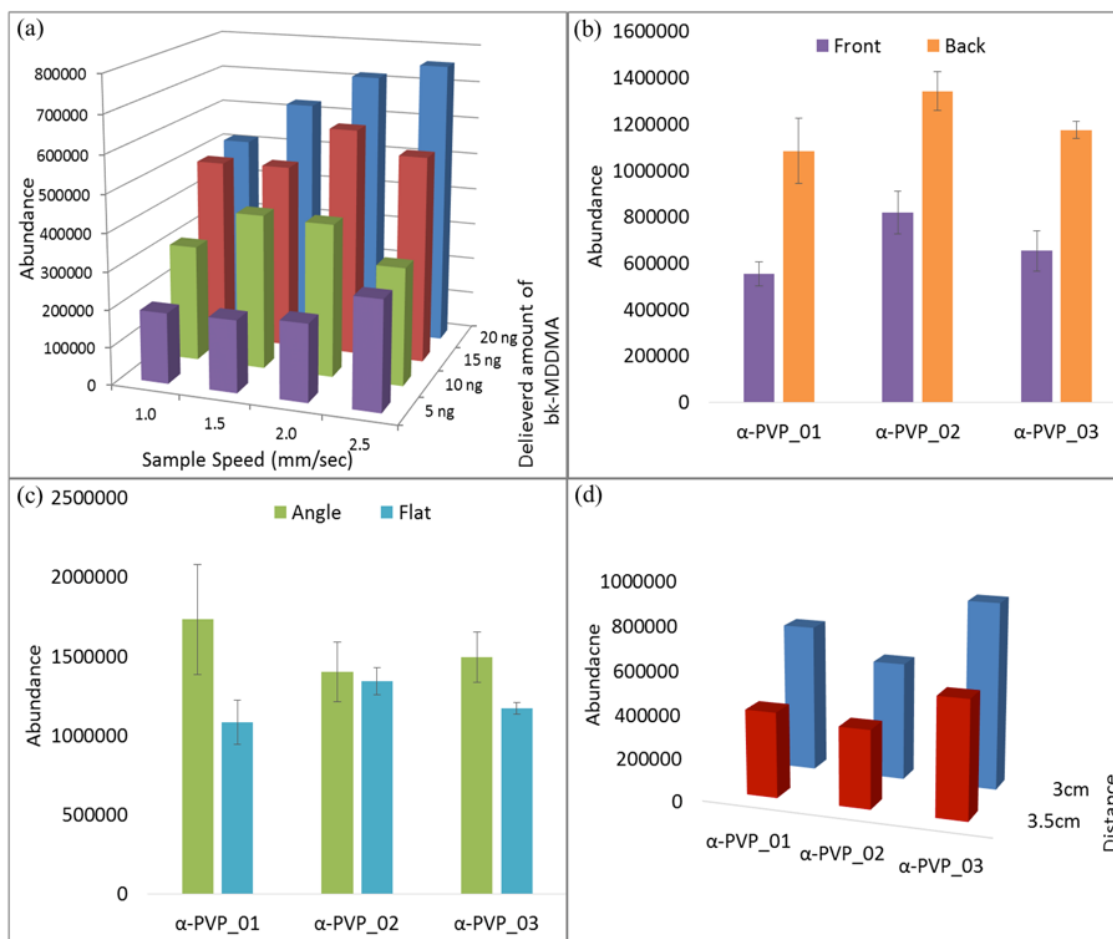 (a)
800000
700000
600000
500000
400000
300000
200000
100000
0
Abundance
1.0
1.5
2.0
2.5
Sample Speed (mm/sec)
20 ng
15 ng
10 ng
5 ng
Delieverd amount of
bk-MDDMA
(b)
Front
Back
1600000
1400000
1200000
1000000
800000
600000
400000
200000
0
Abundance
α-PVP_01
α-PVP_02
α-PVP_03
(c)
Angle
Flat
2500000
2000000
1500000
1000000
500000
0
Abundance
α-PVP_01
α-PVP_02
α-PVP_03
(d)
1000000
800000
600000
400000
200000
0
Abundacne
α-PVP_01
α-PVP_02
α-PVP_03
3cm
3.5cm
Distance